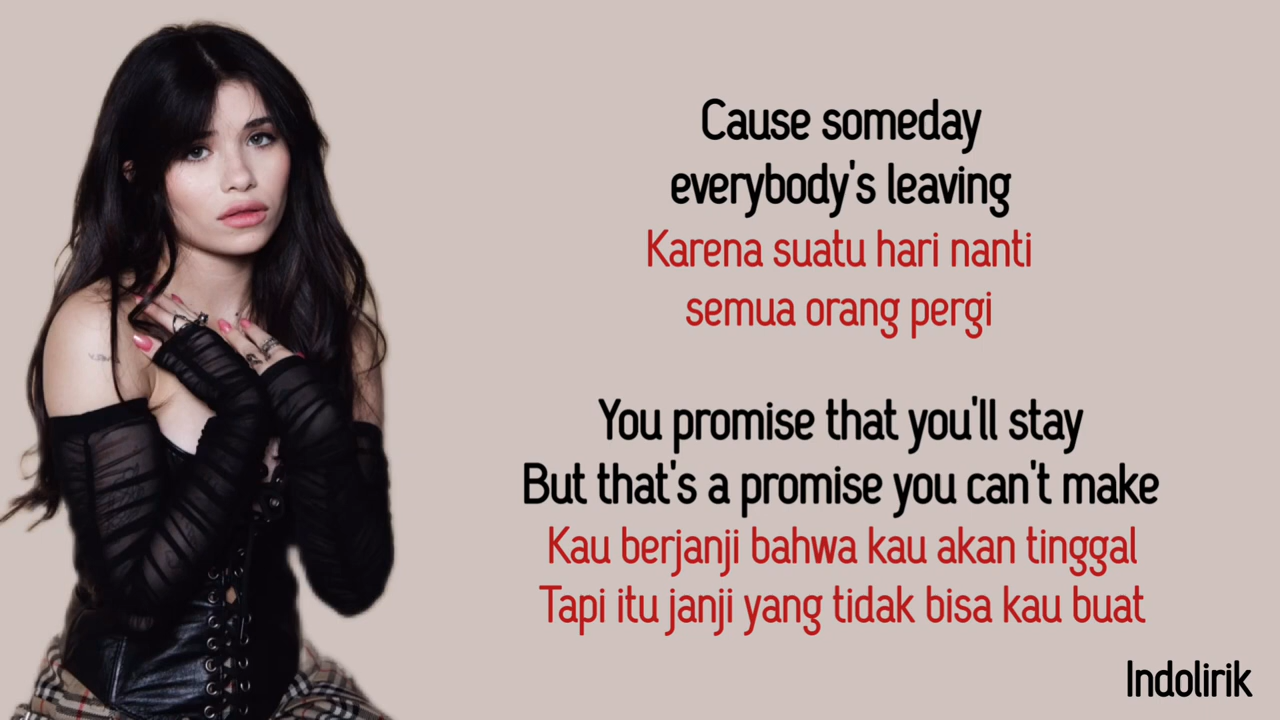 Cause someday
everybody's leaving
Karena suatu hari nanti
semua orang pergi
You promise that you'll stay
But that's a promise you can't make
Kau berjanji bahwa kau akan tinggal
Tapi itu janji yang tidak bisa kau buat
Indolirik